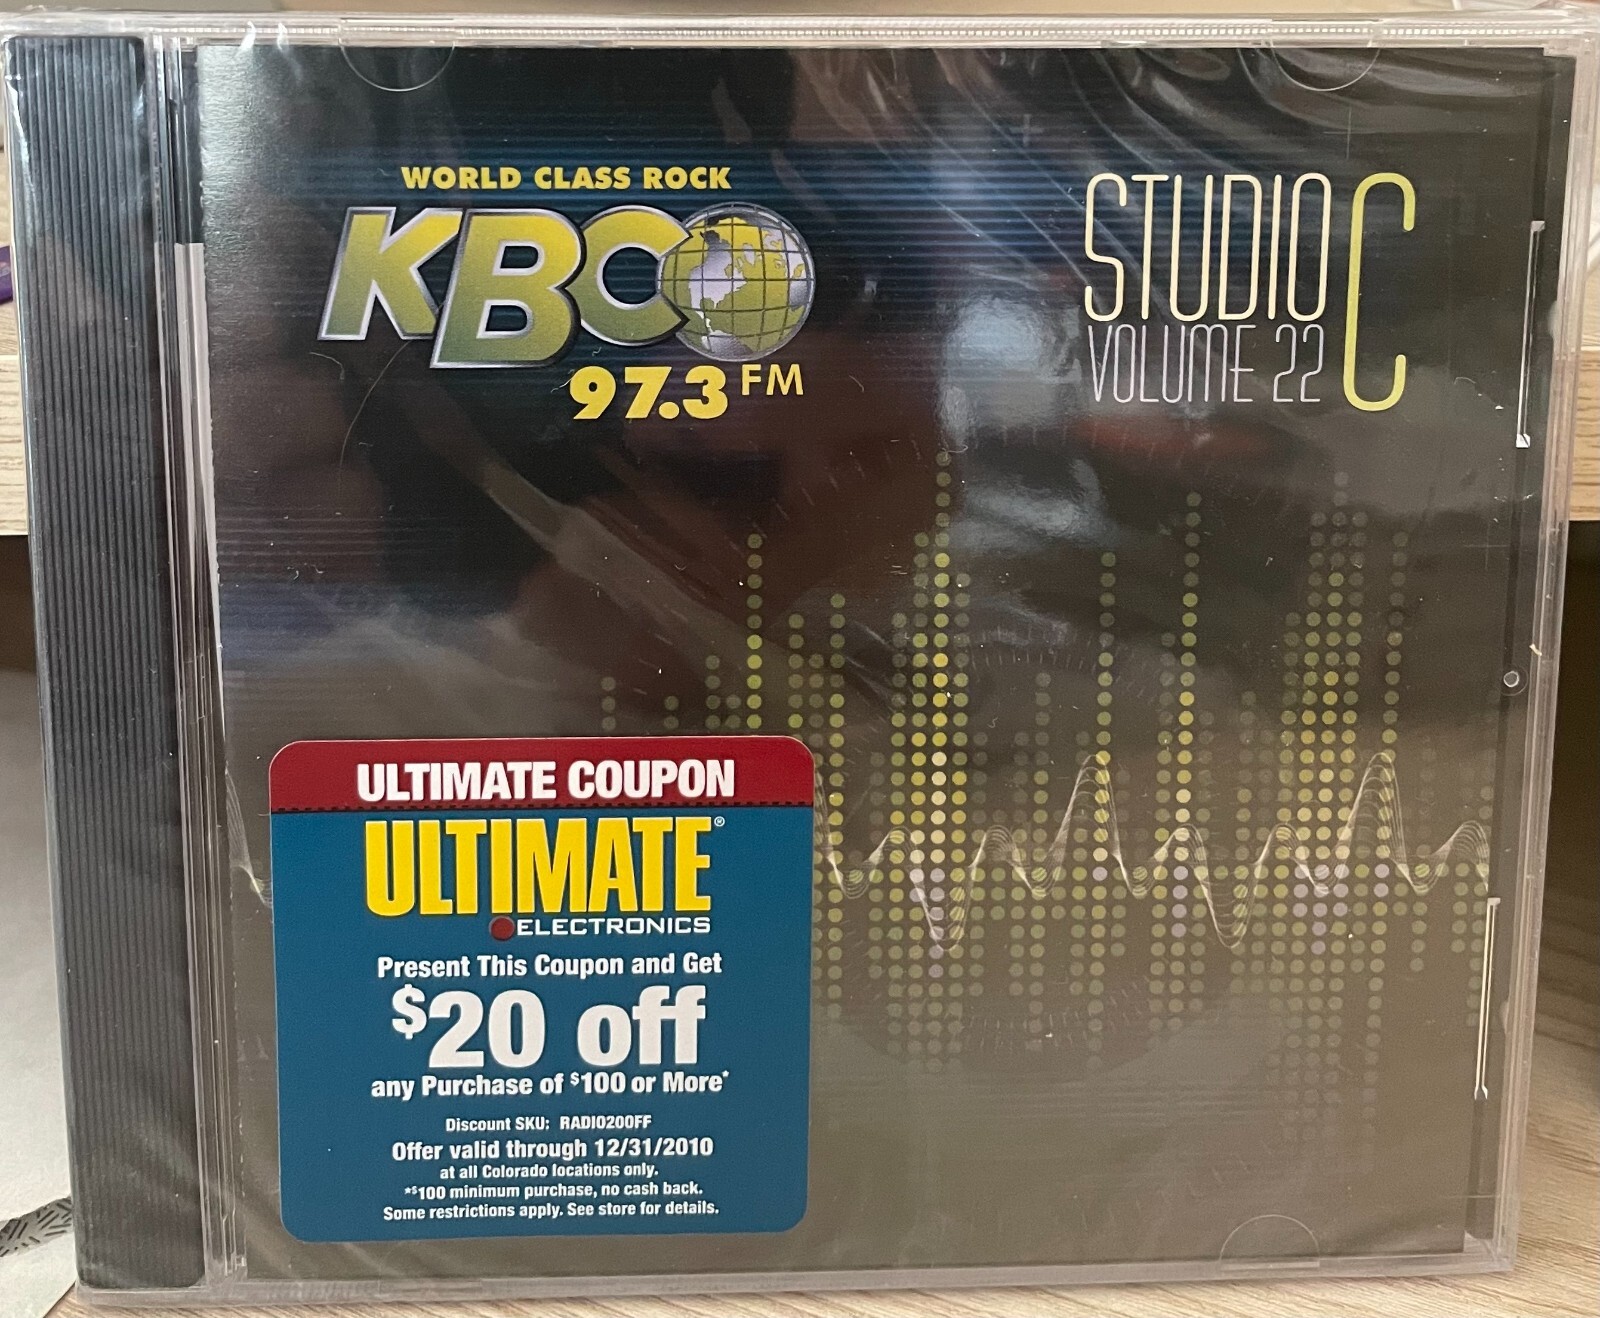 WORLD CLASS ROCK
KBCO
97.3 FM
STUDIO C
VOLUME 22
ULTIMATE COUPON
ULTIMATE®
ELECTRONICS
Present This Coupon and Get
$20 off
any Purchase of $100 or More*
Discount SKU: RADIO20OFF
Offer valid through 12/31/2010
at all Colorado locations only.
*$100 minimum purchase, no cash back.
Some restrictions apply. See store for details.